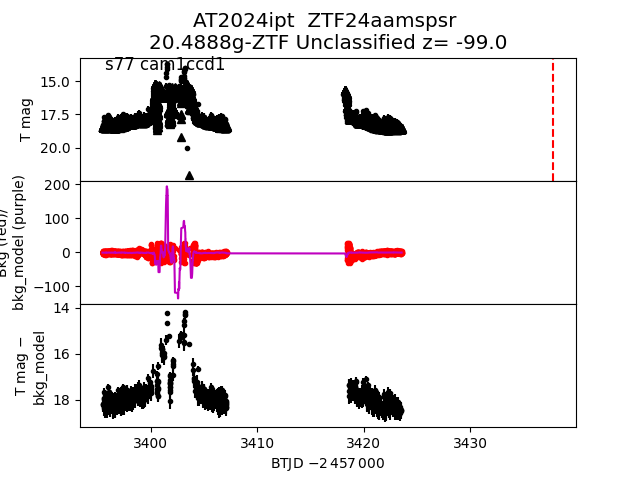 AT2024ipt  ZTF24aamspsr
20.4888g-ZTF Unclassified z= -99.0
s77 cam1ccd1
T mag
15.0
17.5
20.0
Bkg (red)/
bkg_model (purple)
200
100
0
−100
T mag −
bkg_model
14
16
18
3400
3410
3420
3430
BTJD −2 457 000